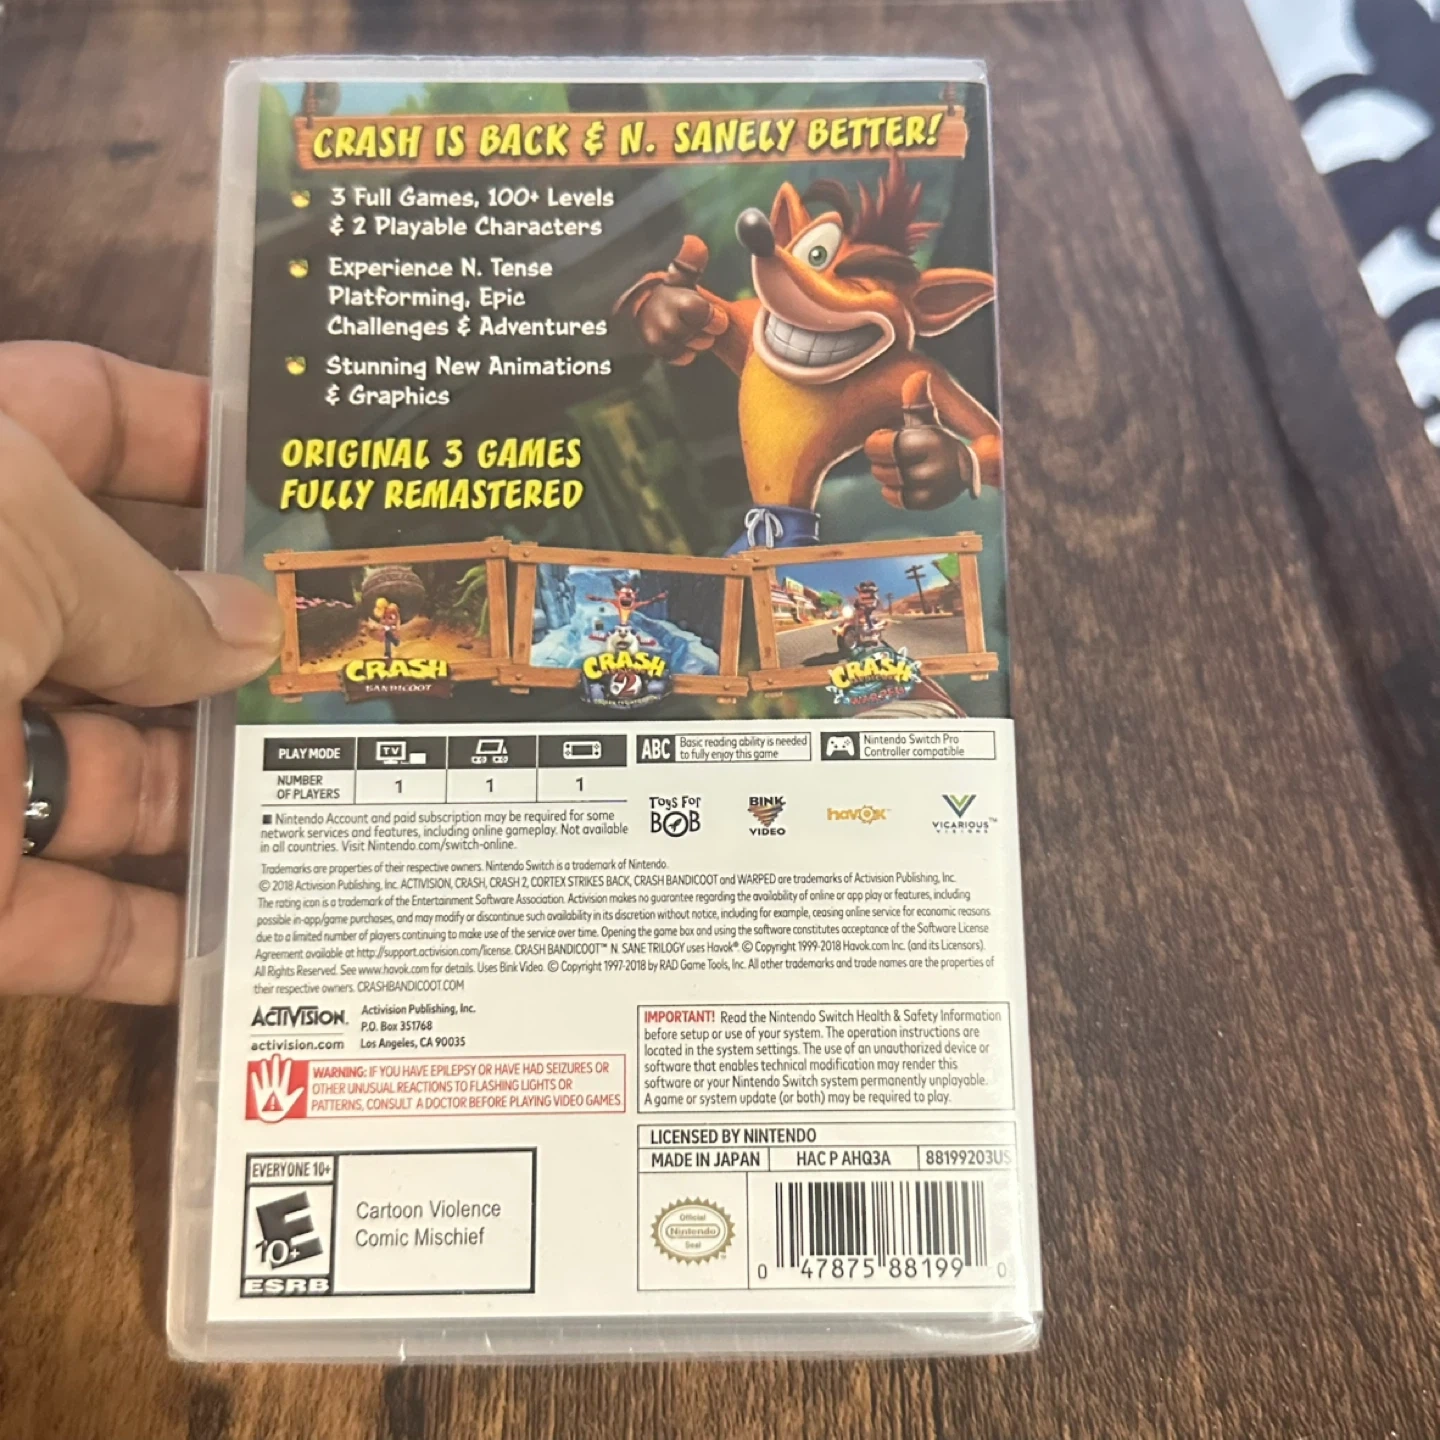 CRASH IS BACK & N. SANELY BETTER!
3 Full Games, 100+ Levels
& 2 Playable Characters
Experience N. Tense
Platforming, Epic
Challenges & Adventures
Stunning New Animations
& Graphics
ORIGINAL 3 GAMES
FULLY REMASTERED
CRASH
BANDICOOT
CRASH
2
CRASH
BANDICOOT
WARPED
PLAY MODE
TV
NUMBER
OF PLAYERS
1
1
1
ABC
Basic reading ability is needed
to fully enjoy this game
Nintendo Switch Pro
Controller compatible
■ Nintendo Account and paid subscription may be required for some
network services and features, including online gameplay. Not available
in all countries. Visit Nintendo.com/switch-online.
Toys For
BOB
BINK
VIDEO
havok™
VICARIOUS™
VISIONS
Trademarks are properties of their respective owners. Nintendo Switch is a trademark of Nintendo.
© 2018 Activision Publishing, Inc. ACTIVISION, CRASH, CRASH 2, CORTEX STRIKES BACK, CRASH BANDICOOT and WARPED are trademarks of Activision Publishing, Inc.
The rating icon is a trademark of the Entertainment Software Association. Activision makes no guarantee regarding the availability of online or app play or features, including
possible in-app/game purchases, and may modify or discontinue such availability in its discretion without notice, including for example, ceasing online service for economic reasons
due to a limited number of players continuing to make use of the service over time. Opening the game box and using the software constitutes acceptance of the Software License
Agreement available at http://support.activision.com/license. CRASH BANDICOOT™ N. SANE TRILOGY uses Havok® © Copyright 1999-2018 Havok.com Inc. (and its Licensors).
All Rights Reserved. See www.havok.com for details. Uses Bink Video. © Copyright 1997-2018 by RAD Game Tools, Inc. All other trademarks and trade names are the properties of
their respective owners. CRASHBANDICOOT.COM
ACTIVISION.
activision.com
Activision Publishing, Inc.
P.O. Box 351768
Los Angeles, CA 90035
WARNING: IF YOU HAVE EPILEPSY OR HAVE HAD SEIZURES OR
OTHER UNUSUAL REACTIONS TO FLASHING LIGHTS OR
PATTERNS, CONSULT A DOCTOR BEFORE PLAYING VIDEO GAMES
IMPORTANT! Read the Nintendo Switch Health & Safety Information
before setup or use of your system. The operation instructions are
located in the system settings. The use of an unauthorized device or
software that enables technical modification may render this
software or your Nintendo Switch system permanently unplayable.
A game or system update (or both) may be required to play.
EVERYONE 10+
E
10+
ESRB
Cartoon Violence
Comic Mischief
LICENSED BY NINTENDO
MADE IN JAPAN
HAC P AHQ3A
88199203US
Official
Nintendo
Seal
0 47875 88199 0